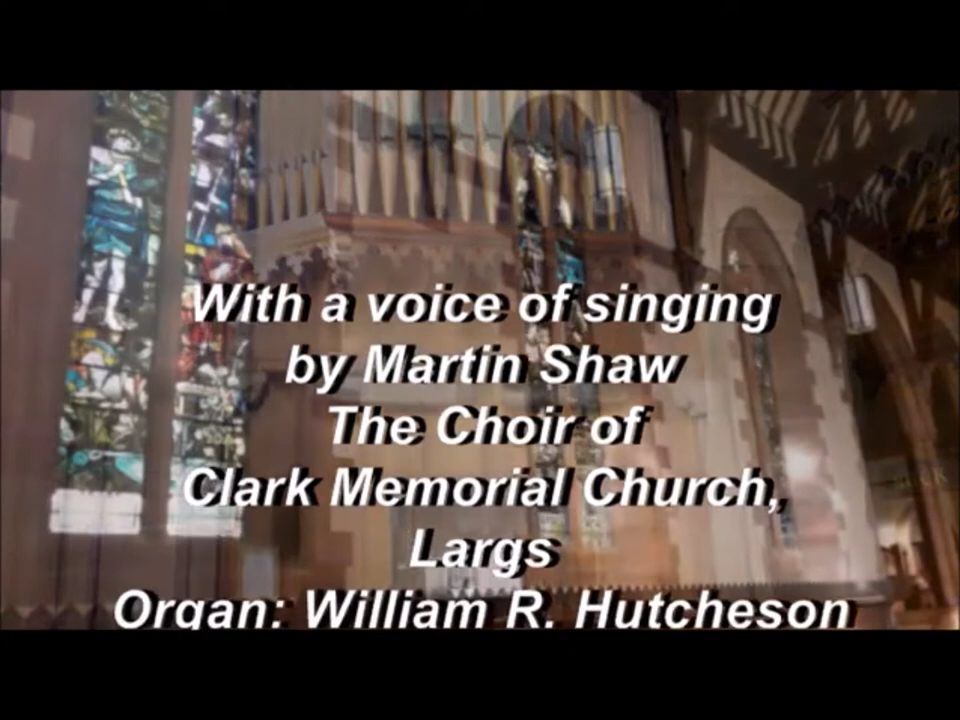 With a voice of singing
by Martin Shaw
The Choir of
Clark Memorial Church,
Largs
Organ: William R. Hutcheson